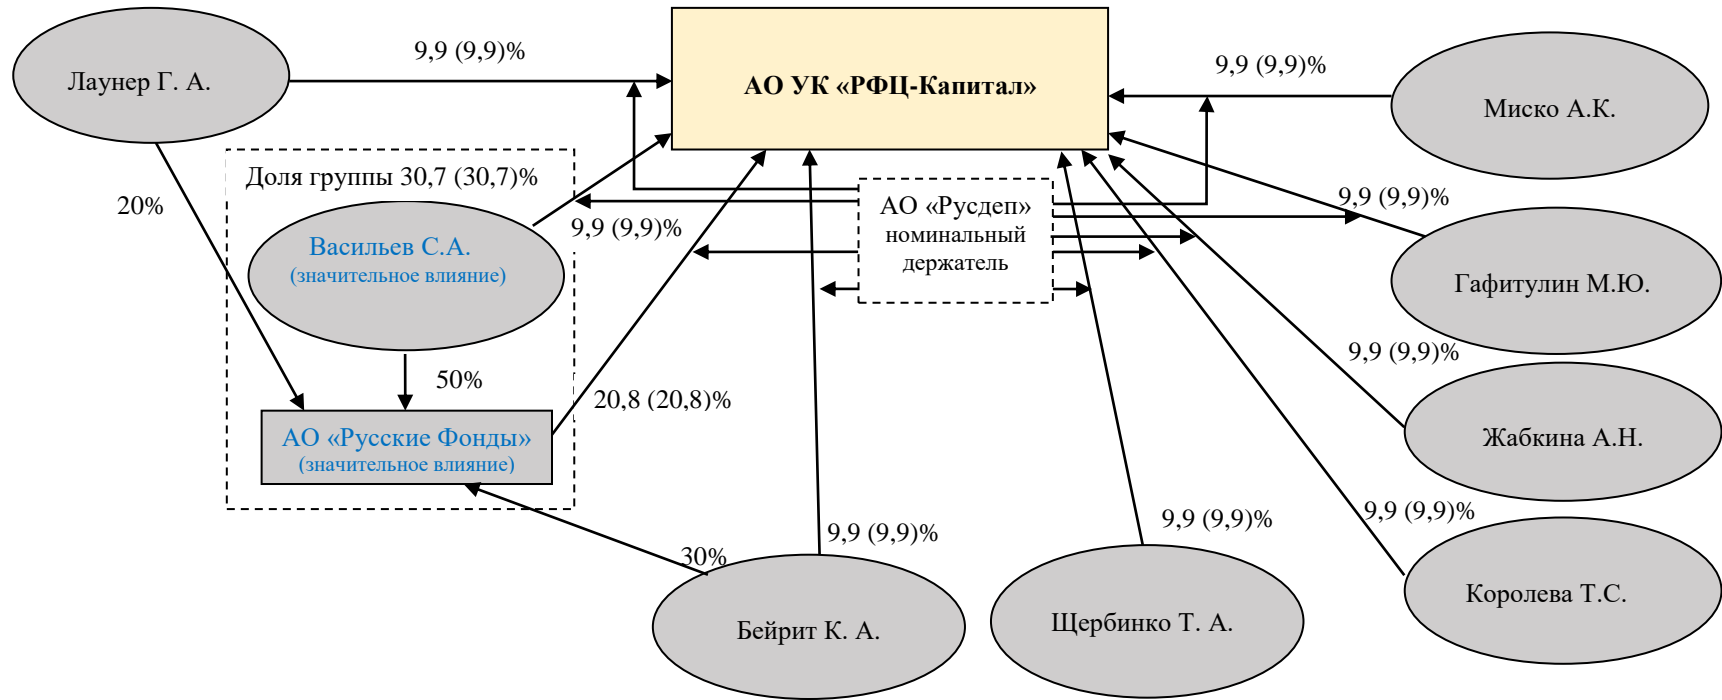 9,9 (9,9)%
Лаунер Г. А.
АО УК «РФЦ-Капитал»
9,9 (9,9)%
Миско А.К.
Доля группы 30,7 (30,7)%
20%
АО «Русдеп»
номинальный
держатель
9,9 (9,9)%
Васильев С.А.
(значительное влияние)
9,9 (9,9)%
Гафитулин М.Ю.
50%
20,8 (20,8)%
9,9 (9,9)%
АО «Русские Фонды»
(значительное влияние)
Жабкина А.Н.
30%
9,9 (9,9)%
9,9 (9,9)%
9,9 (9,9)%
Бейрит К. А.
Щербинко Т. А.
Королева Т.С.